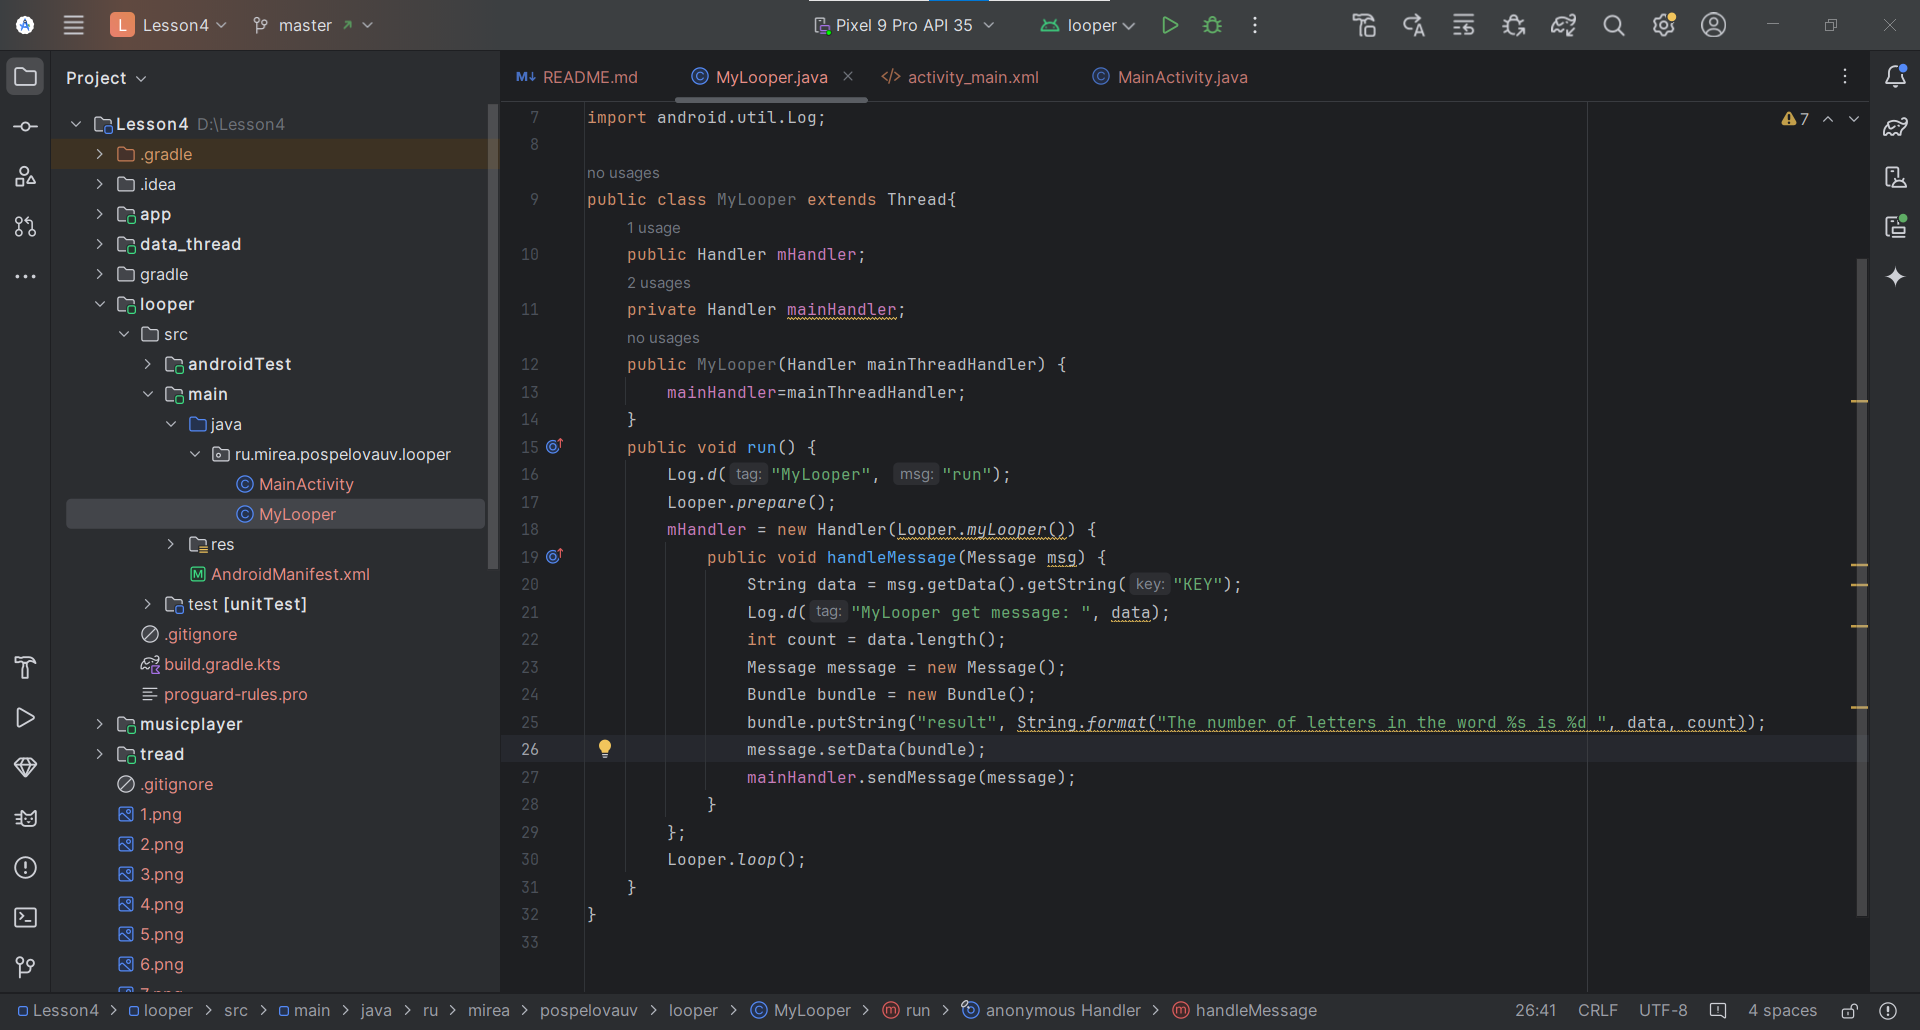 L Lesson4 master Pixel 9 Pro API 35 looper
Project
README.md MyLooper.java activity_main.xml MainActivity.java
Lesson4 D:\Lesson4
.gradle
.idea
app
data_thread
gradle
looper
src
androidTest
main
java
ru.mirea.pospelovauv.looper
MainActivity
MyLooper
res
AndroidManifest.xml
test [unitTest]
.gitignore
build.gradle.kts
proguard-rules.pro
musicplayer
tread
.gitignore
1.png
2.png
3.png
4.png
5.png
6.png
7.png
7
7 import android.util.Log;
8
no usages
9 public class MyLooper extends Thread{
1 usage
10 public Handler mHandler;
2 usages
11 private Handler mainHandler;
no usages
12 public MyLooper(Handler mainThreadHandler) {
13 mainHandler=mainThreadHandler;
14 }
15 public void run() {
16 Log.d( tag: "MyLooper", msg: "run");
17 Looper.prepare();
18 mHandler = new Handler(Looper.myLooper()) {
19 public void handleMessage(Message msg) {
20 String data = msg.getData().getString( key: "KEY");
21 Log.d( tag: "MyLooper get message: ", data);
22 int count = data.length();
23 Message message = new Message();
24 Bundle bundle = new Bundle();
25 bundle.putString("result", String.format("The number of letters in the word %s is %d ", data, count));
26 message.setData(bundle);
27 mainHandler.sendMessage(message);
28 }
29 };
30 Looper.loop();
31 }
32 }
33
Lesson4 > looper > src > main > java > ru > mirea > pospelovauv > looper > MyLooper > run > anonymous Handler > handleMessage 26:41 CRLF UTF-8 4 spaces